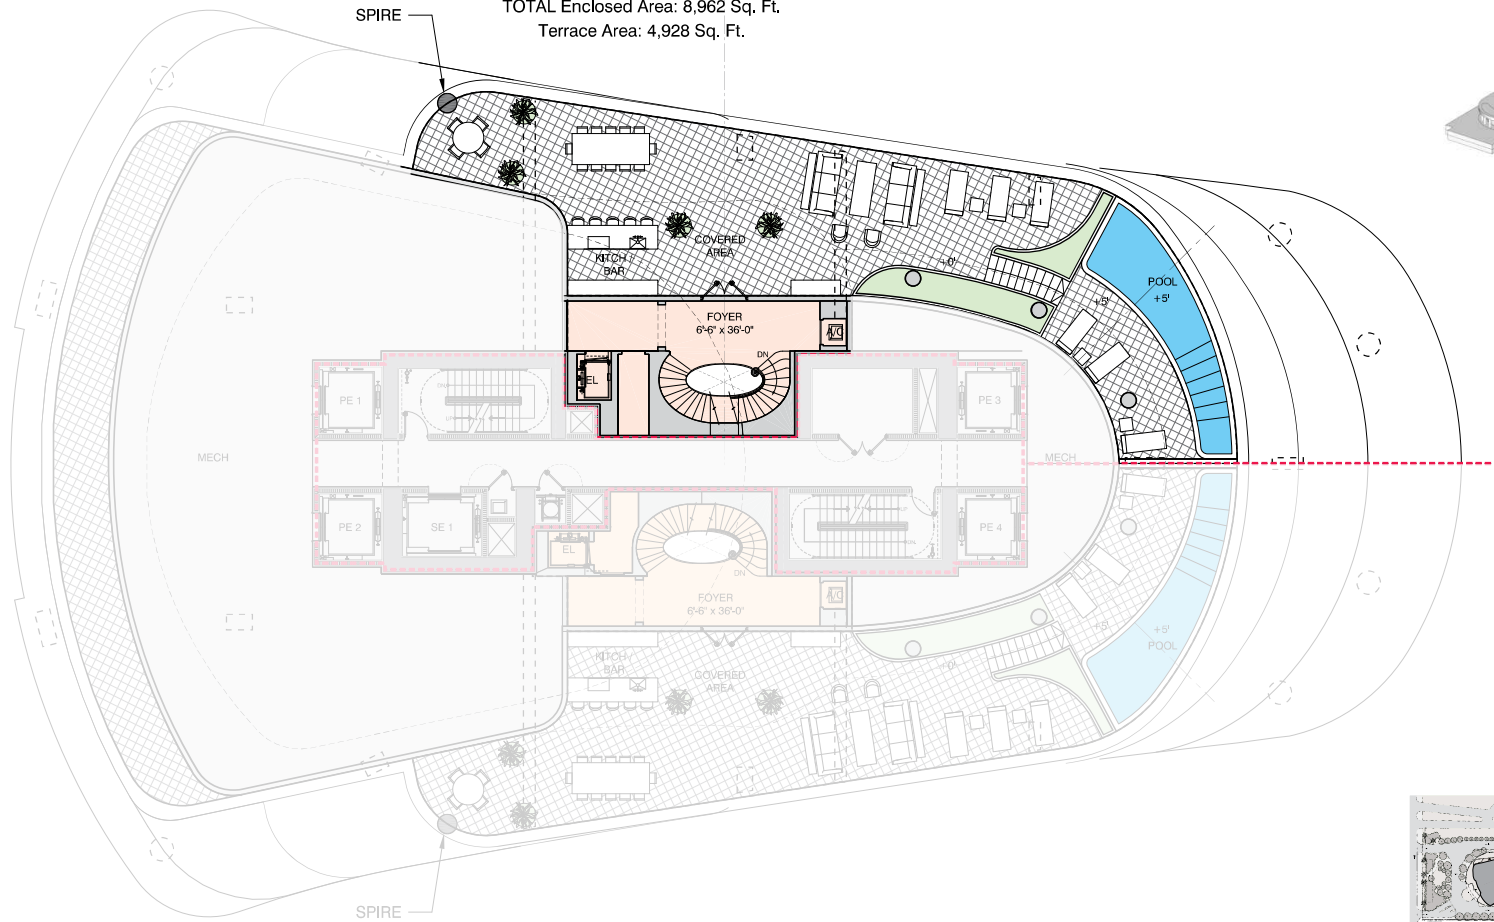 TOTAL Enclosed Area: 8,962 Sq. Ft.
Terrace Area: 4,928 Sq. Ft.
SPIRE
COVERED
AREA
KITCH /
BAR
+0'
POOL
+5'
+5'
FOYER
6'-6" x 36'-0"
A/C
DN
EL
UP
PE 1
PE 3
MECH
MECH
PE 2
SE 1
PE 4
UP
EL
DN
FOYER
6'-6" x 36'-0"
A/C
+5'
+5'
POOL
KITCH /
BAR
COVERED
AREA
+0'
SPIRE